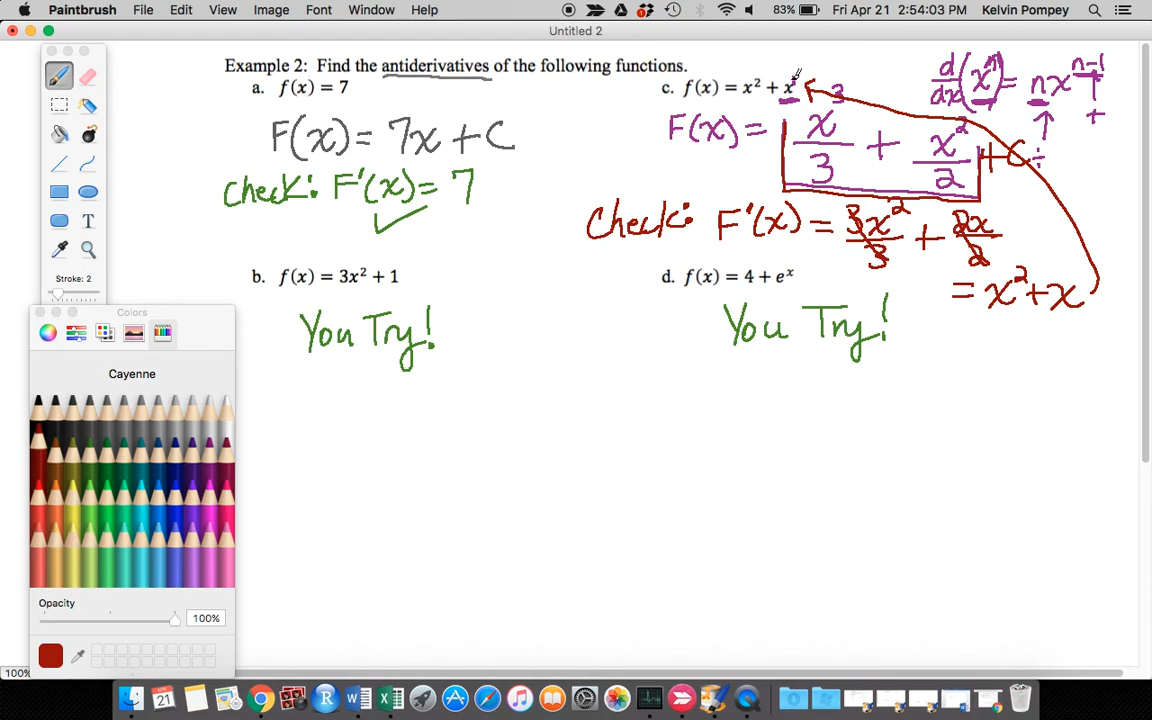 Paintbrush File Edit View Image Font Window Help 83% Fri Apr 21 2:54:03 PM Kelvin Pompey
Untitled 2
Example 2: Find the antiderivatives of the following functions.
a. f(x) = 7
F(x) = 7x + C
Check: F'(x) = 7 ✓
b. f(x) = 3x² + 1
You Try!
c. f(x) = x² + x¹
F(x) = x³/3 + x²/2 + C
d/dx(xⁿ) = nxⁿ⁻¹
÷ +
Check: F'(x) = 3x²/3 + 2x/2
= x² + x
d. f(x) = 4 + eˣ
You Try!
Stroke: 2
Colors
Cayenne
Opacity
100%
100%
21